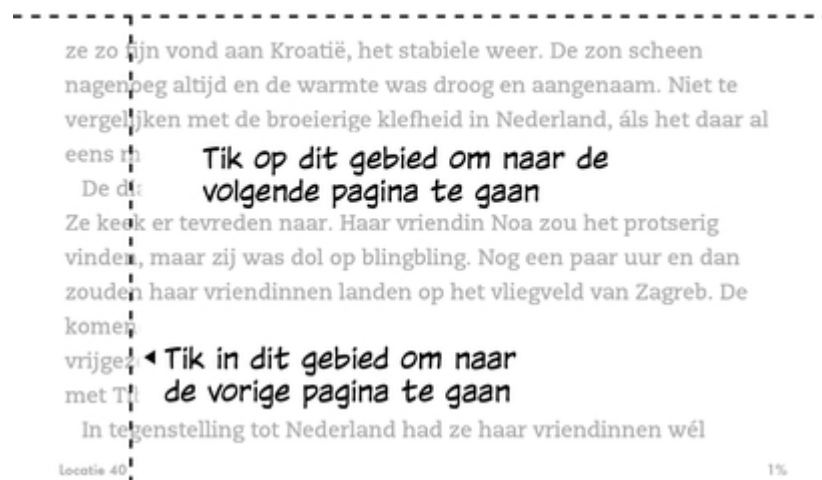 ze zo fijn vond aan Kroatië, het stabiele weer. De zon scheen
nagenoeg altijd en de warmte was droog en aangenaam. Niet te
vergelijken met de broeierige klefheid in Nederland, áls het daar al
eens
Tik op dit gebied om naar de
De
volgende pagina te gaan
Ze keek er tevreden naar. Haar vriendin Noa zou het protserig
vinden, maar zij was dol op blingbling. Nog een paar uur en dan
zouden haar vriendinnen landen op het vliegveld van Zagreb. De
Tik in dit gebied om naar
met
de vorige pagina te gaan
In tegenstelling tot Nederland had ze haar vriendinnen wél
Locatie 40 1%